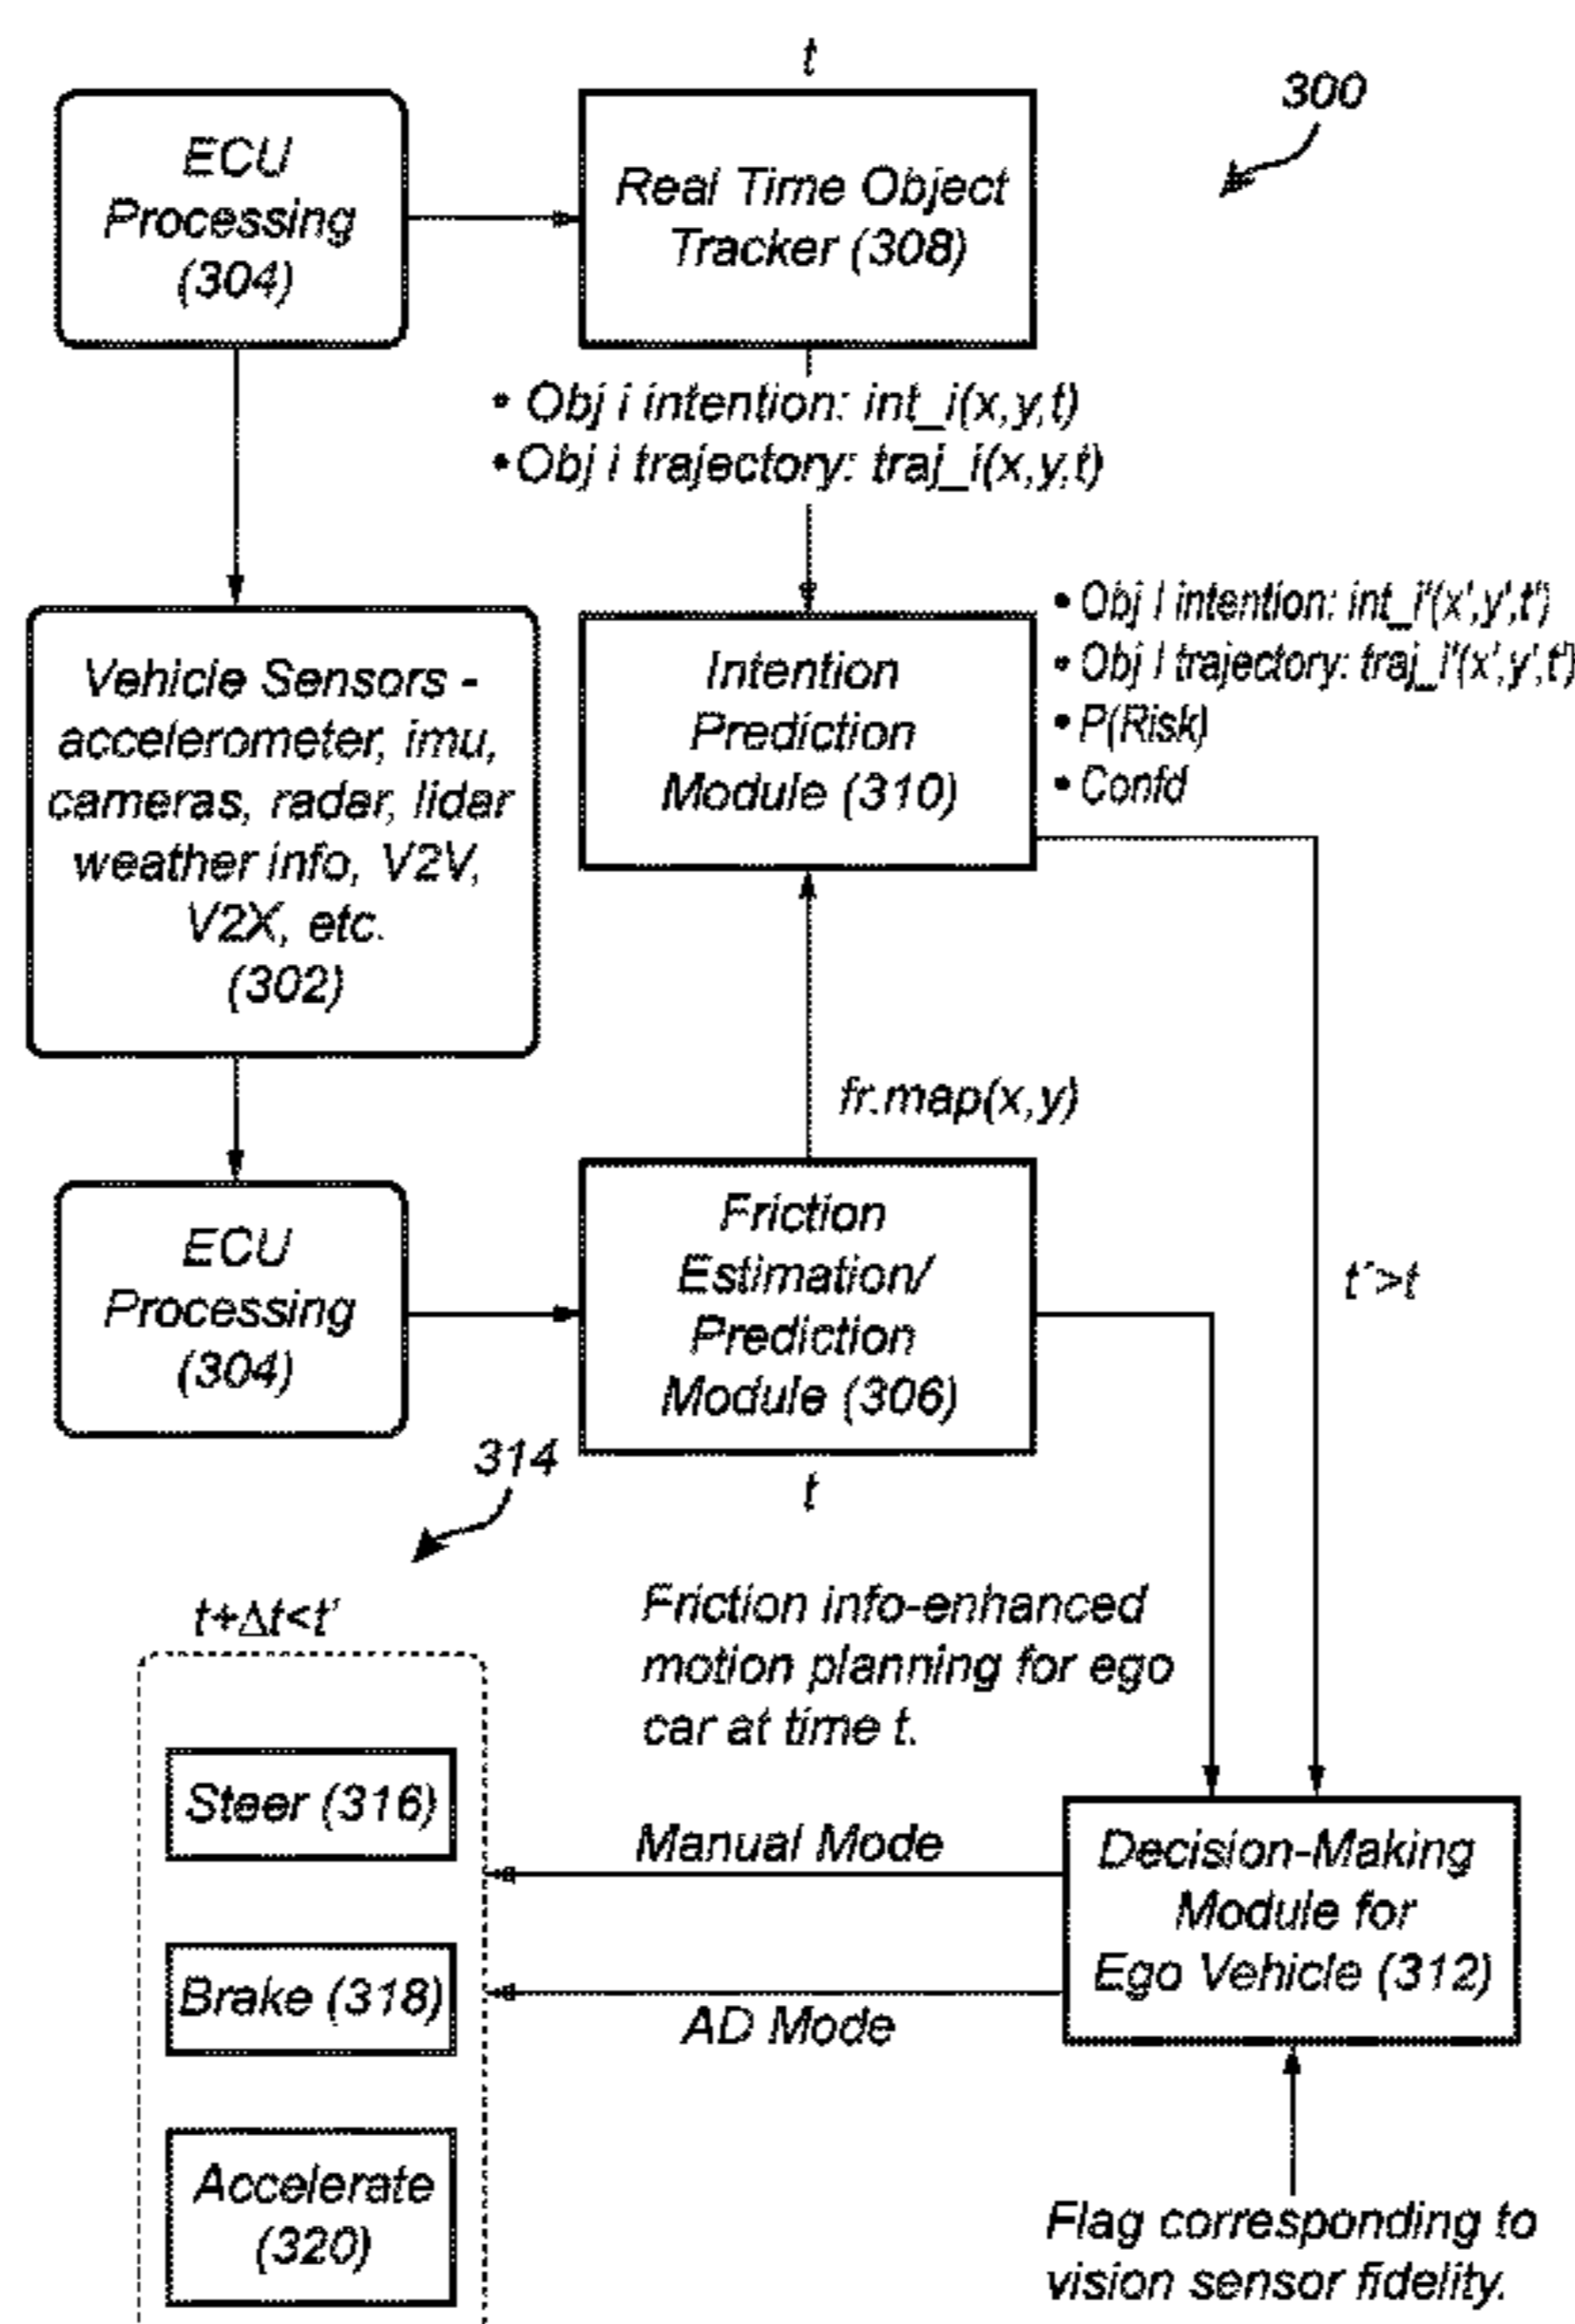 t
300
ECU
Processing
(304)
Real Time Object
Tracker (308)
• Obj i intention: int_i(x,y,t)
• Obj i trajectory: traj_i(x,y,t)
Vehicle Sensors -
accelerometer, imu,
cameras, radar, lidar
weather info, V2V,
V2X, etc.
(302)
Intention
Prediction
Module (310)
• Obj i intention: int_i'(x',y',t')
• Obj i trajectory: traj_i'(x',y',t')
• P(Risk)
• Confd
fr.map(x,y)
ECU
Processing
(304)
Friction
Estimation/
Prediction
Module (306)
t'>t
314
t
t+Δt<t'
Friction info-enhanced
motion planning for ego
car at time t.
Steer (316)
Brake (318)
Accelerate
(320)
Manual Mode
AD Mode
Decision-Making
Module for
Ego Vehicle (312)
Flag corresponding to
vision sensor fidelity.